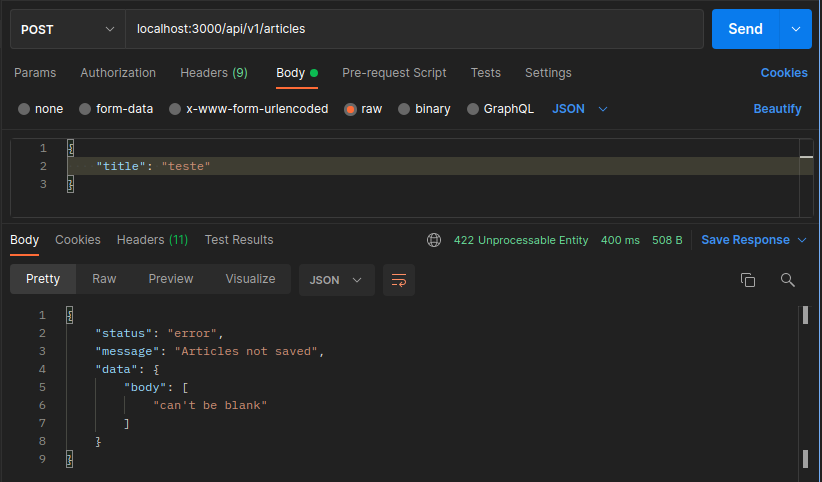 POST localhost:3000/api/v1/articles Send
Params Authorization Headers (9) Body Pre-request Script Tests Settings Cookies
none form-data x-www-form-urlencoded raw binary GraphQL JSON Beautify
1 {
2 "title": "teste"
3 }
Body Cookies Headers (11) Test Results 422 Unprocessable Entity 400 ms 508 B Save Response
Pretty Raw Preview Visualize JSON
1 {
2 "status": "error",
3 "message": "Articles not saved",
4 "data": {
5 "body": [
6 "can't be blank"
7 ]
8 }
9 }